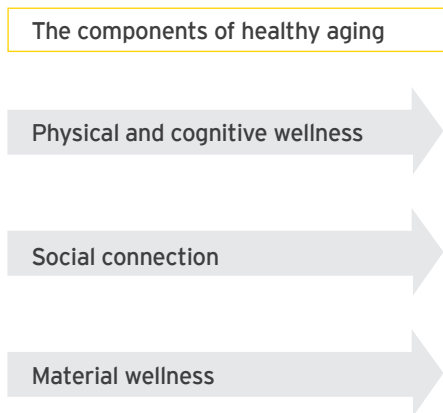 The components of healthy aging
Physical and cognitive wellness
Social connection
Material wellness